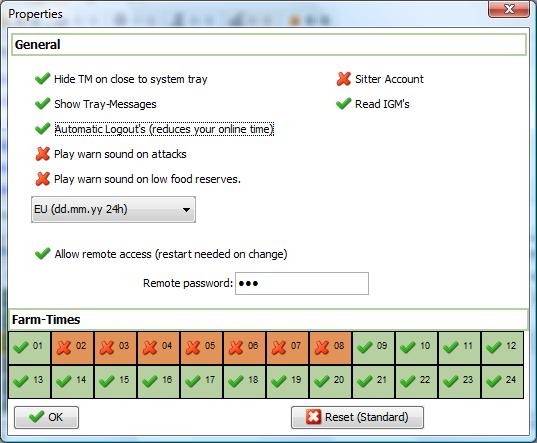 Properties
General
Hide TM on close to system tray
Sitter Account
Show Tray-Messages
Read IGM's
Automatic Logout's (reduces your online time)
Play warn sound on attacks
Play warn sound on low food reserves.
EU (dd.mm.yy 24h)
Allow remote access (restart needed on change)
Remote password: •••
Farm-Times
01 02 03 04 05 06 07 08 09 10 11 12
13 14 15 16 17 18 19 20 21 22 23 24
OK
Reset (Standard)